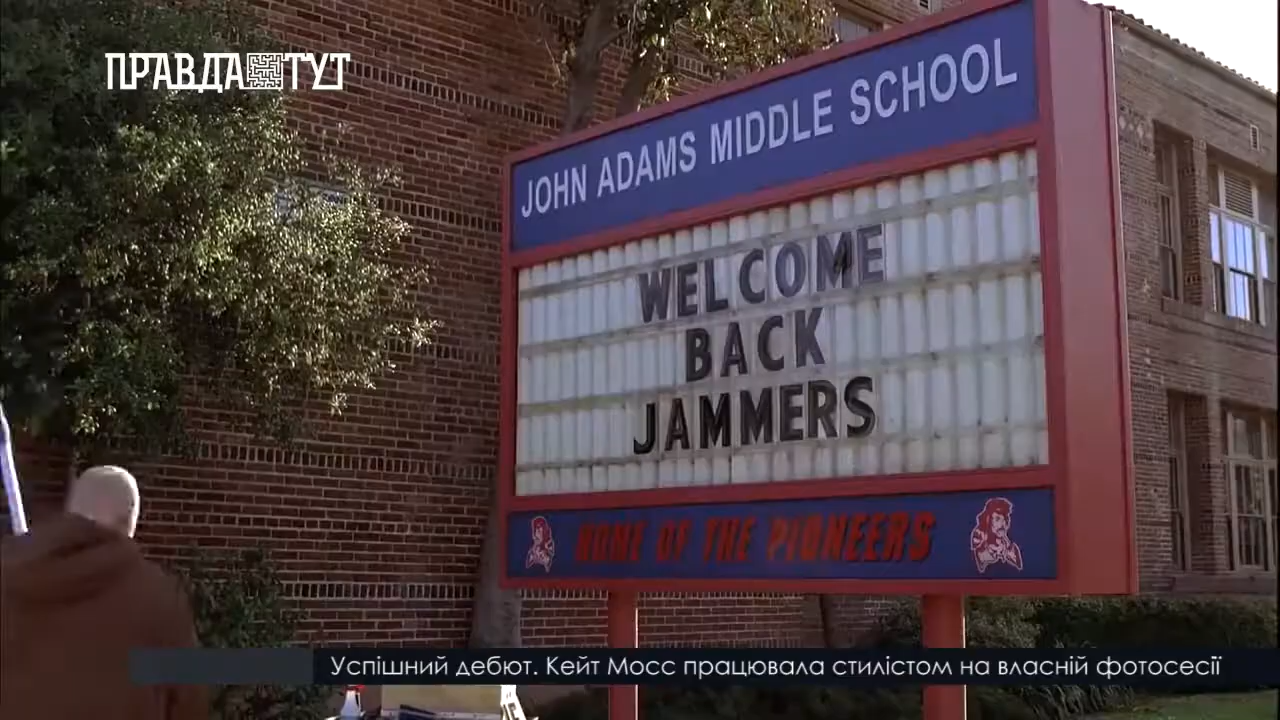 ПРАВДА ТУТ
JOHN ADAMS MIDDLE SCHOOL
WELCOME
BACK
JAMMERS
HOME OF THE PIONEERS
Успішний дебют. Кейт Мосс працювала стилістом на власній фотосесії